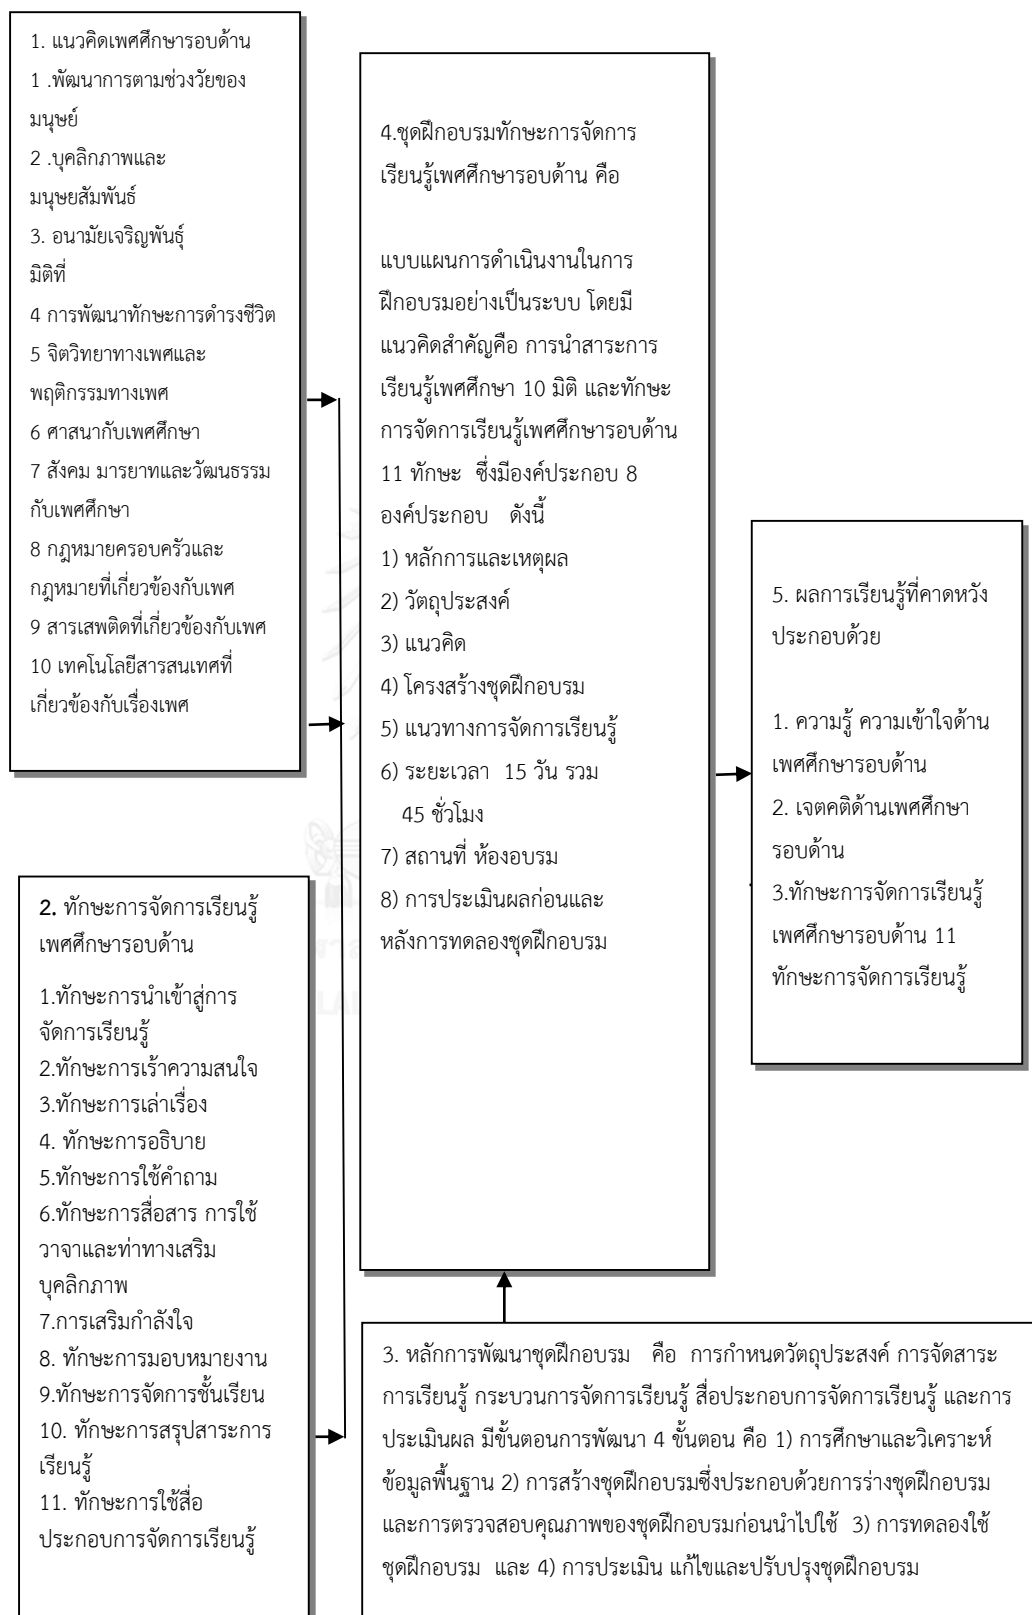 1. แนวคิดเพศศึกษารอบด้าน
1 .พัฒนาการตามช่วงวัยของ
มนุษย์
2 .บุคลิกภาพและ
มนุษยสัมพันธ์
3. อนามัยเจริญพันธุ์
มิติที่
4 การพัฒนาทักษะการดำรงชีวิต
5 จิตวิทยาทางเพศและ
พฤติกรรมทางเพศ
6 ศาสนากับเพศศึกษา
7 สังคม มารยาทและวัฒนธรรม
กับเพศศึกษา
8 กฎหมายครอบครัวและ
กฎหมายที่เกี่ยวข้องกับเพศ
9 สารเสพติดที่เกี่ยวข้องกับเพศ
10 เทคโนโลยีสารสนเทศที่
เกี่ยวข้องกับเรื่องเพศ
2. ทักษะการจัดการเรียนรู้
เพศศึกษารอบด้าน
1.ทักษะการนำเข้าสู่การ
จัดการเรียนรู้
2.ทักษะการเร้าความสนใจ
3.ทักษะการเล่าเรื่อง
4. ทักษะการอธิบาย
5.ทักษะการใช้คำถาม
6.ทักษะการสื่อสาร การใช้
วาจาและท่าทางเสริม
บุคลิกภาพ
7.การเสริมกำลังใจ
8. ทักษะการมอบหมายงาน
9.ทักษะการจัดการชั้นเรียน
10. ทักษะการสรุปสาระการ
เรียนรู้
11. ทักษะการใช้สื่อ
ประกอบการจัดการเรียนรู้
3. หลักการพัฒนาชุดฝึกอบรม คือ การกำหนดวัตถุประสงค์ การจัดสาระ
การเรียนรู้ กระบวนการจัดการเรียนรู้ สื่อประกอบการจัดการเรียนรู้ และการ
ประเมินผล มีขั้นตอนการพัฒนา 4 ขั้นตอน คือ 1) การศึกษาและวิเคราะห์
ข้อมูลพื้นฐาน 2) การสร้างชุดฝึกอบรมซึ่งประกอบด้วยการร่างชุดฝึกอบรม
และการตรวจสอบคุณภาพของชุดฝึกอบรมก่อนนำไปใช้ 3) การทดลองใช้
ชุดฝึกอบรม และ 4) การประเมิน แก้ไขและปรับปรุงชุดฝึกอบรม
4.ชุดฝึกอบรมทักษะการจัดการ
เรียนรู้เพศศึกษารอบด้าน คือ
แบบแผนการดำเนินงานในการ
ฝึกอบรมอย่างเป็นระบบ โดยมี
แนวคิดสำคัญคือ การนำสาระการ
เรียนรู้เพศศึกษา 10 มิติ และทักษะ
การจัดการเรียนรู้เพศศึกษารอบด้าน
11 ทักษะ ซึ่งมีองค์ประกอบ 8
องค์ประกอบ ดังนี้
1) หลักการและเหตุผล
2) วัตถุประสงค์
3) แนวคิด
4) โครงสร้างชุดฝึกอบรม
5) แนวทางการจัดการเรียนรู้
6) ระยะเวลา 15 วัน รวม
45 ชั่วโมง
7) สถานที่ ห้องอบรม
8) การประเมินผลก่อนและ
หลังการทดลองชุดฝึกอบรม
5. ผลการเรียนรู้ที่คาดหวัง
ประกอบด้วย
1. ความรู้ ความเข้าใจด้าน
เพศศึกษารอบด้าน
2. เจตคติด้านเพศศึกษา
รอบด้าน
3.ทักษะการจัดการเรียนรู้
เพศศึกษารอบด้าน 11
ทักษะการจัดการเรียนรู้